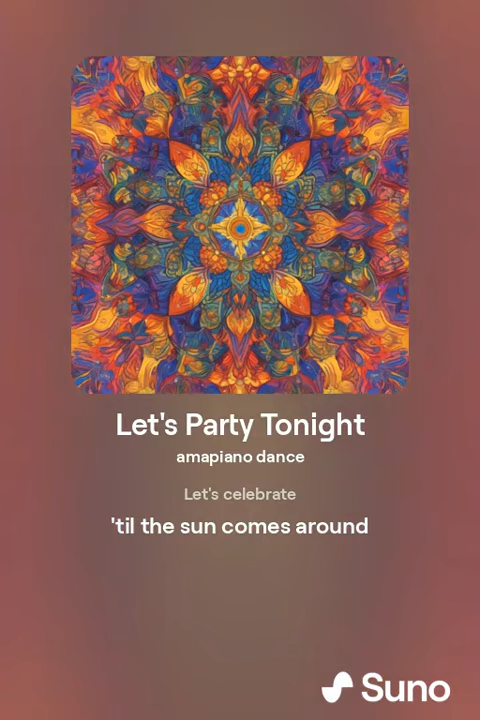 Let's Party Tonight
amapiano dance
Let's celebrate
'til the sun comes around
Suno